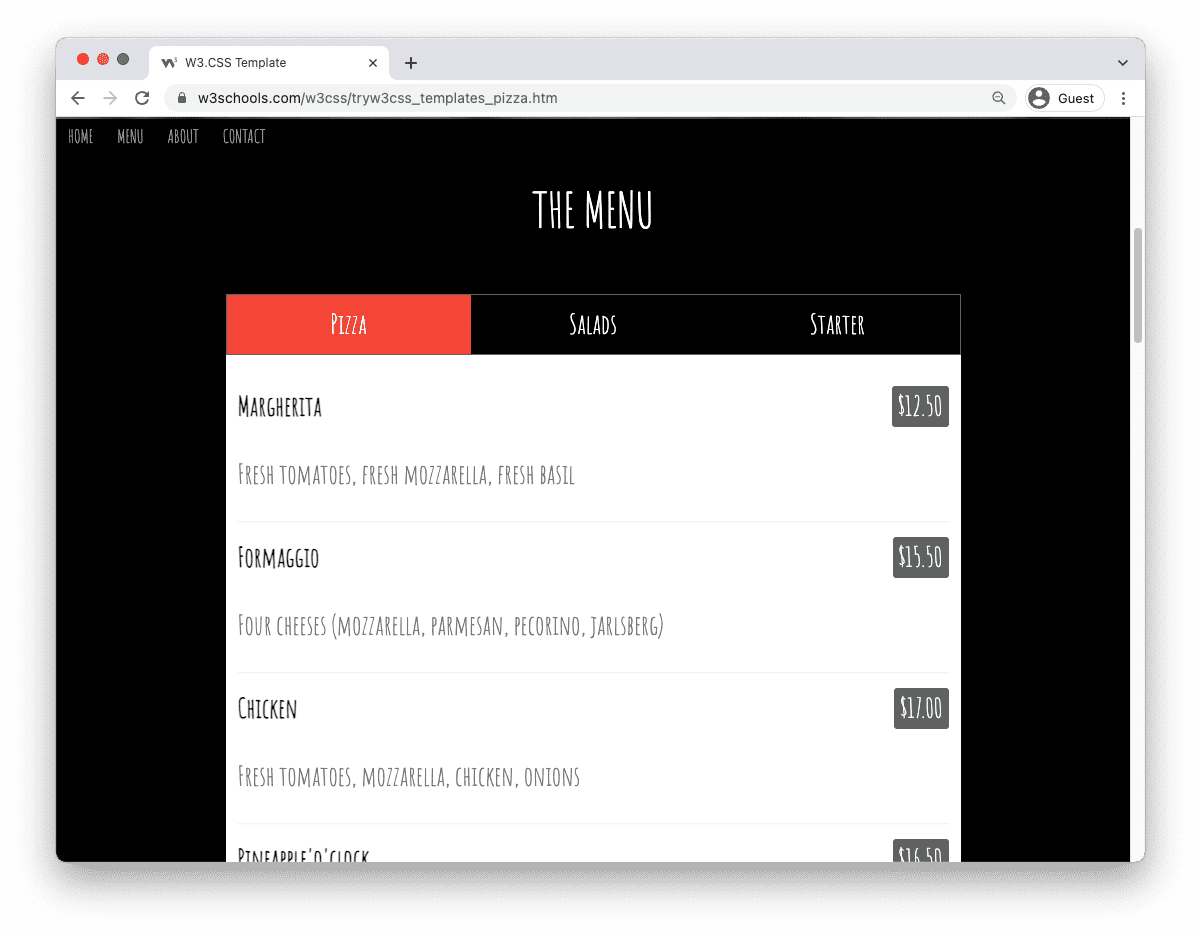 W3.CSS Template
w3schools.com/w3css/tryw3css_templates_pizza.htm
Guest
HOME MENU ABOUT CONTACT
THE MENU
Pizza Salads Starter
Margherita $12.50
Fresh tomatoes, fresh mozzarella, fresh basil
Formaggio $15.50
Four cheeses (mozzarella, parmesan, pecorino, jarlsberg)
Chicken $17.00
Fresh tomatoes, mozzarella, chicken, onions
Pineapple'o'clock $16.50